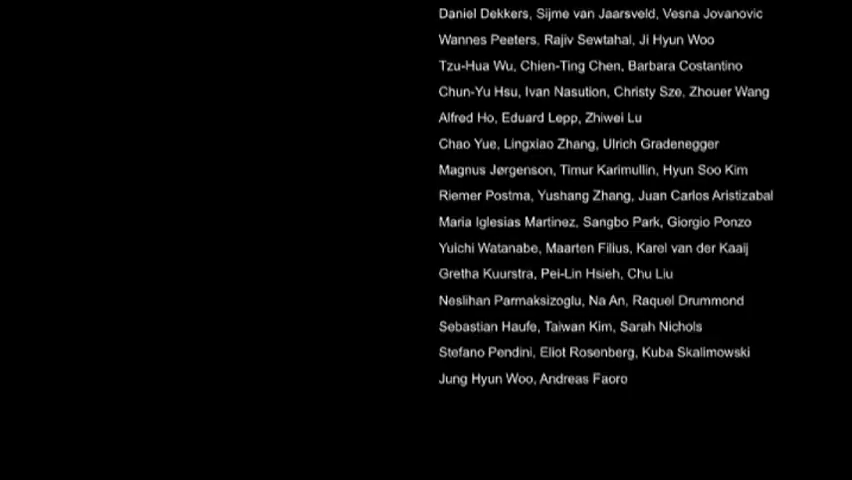 Daniel Dekkers, Sijme van Jaarsveld, Vesna Jovanovic
Wannes Peeters, Rajiv Sewtahal, Ji Hyun Woo
Tzu-Hua Wu, Chien-Ting Chen, Barbara Costantino
Chun-Yu Hsu, Ivan Nasution, Christy Sze, Zhouer Wang
Alfred Ho, Eduard Lepp, Zhiwei Lu
Chao Yue, Lingxiao Zhang, Ulrich Gradenegger
Magnus Jørgenson, Timur Karimullin, Hyun Soo Kim
Riemer Postma, Yushang Zhang, Juan Carlos Aristizabal
Maria Iglesias Martinez, Sangbo Park, Giorgio Ponzo
Yuichi Watanabe, Maarten Filius, Karel van der Kaaij
Gretha Kuurstra, Pei-Lin Hsieh, Chu Liu
Neslihan Parmaksizoglu, Na An, Raquel Drummond
Sebastian Haufe, Taiwan Kim, Sarah Nichols
Stefano Pendini, Eliot Rosenberg, Kuba Skalimowski
Jung Hyun Woo, Andreas Faoro